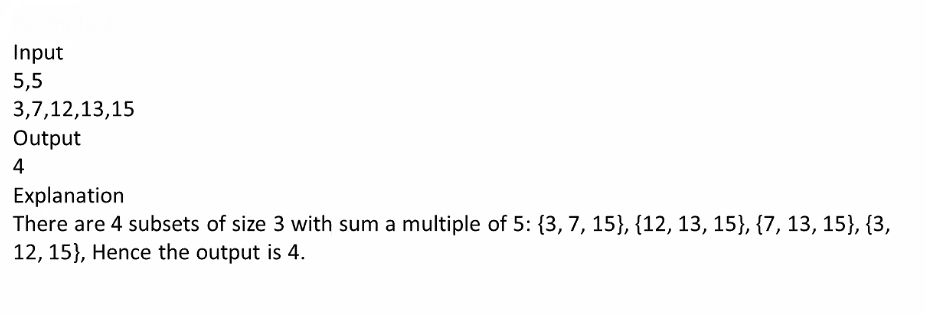 Input
5,5
3,7,12,13,15
Output
4
Explanation
There are 4 subsets of size 3 with sum a multiple of 5: {3, 7, 15}, {12, 13, 15}, {7, 13, 15}, {3,
12, 15}, Hence the output is 4.